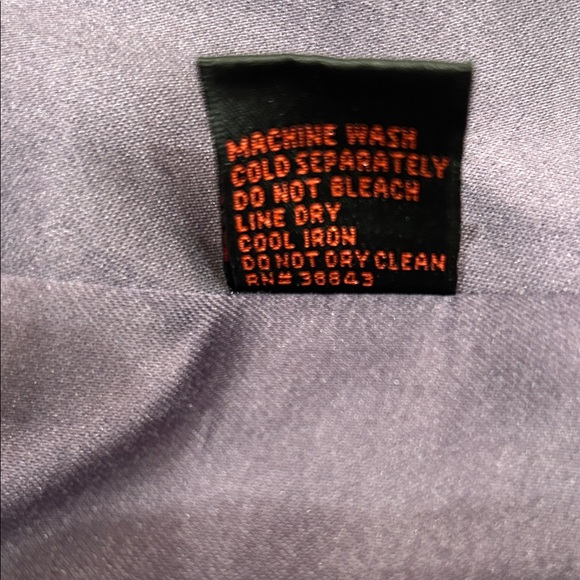 MACHINE WASH
COLD SEPARATELY
DO NOT BLEACH
LINE DRY
COOL IRON
DO NOT DRY CLEAN
RN# 38843